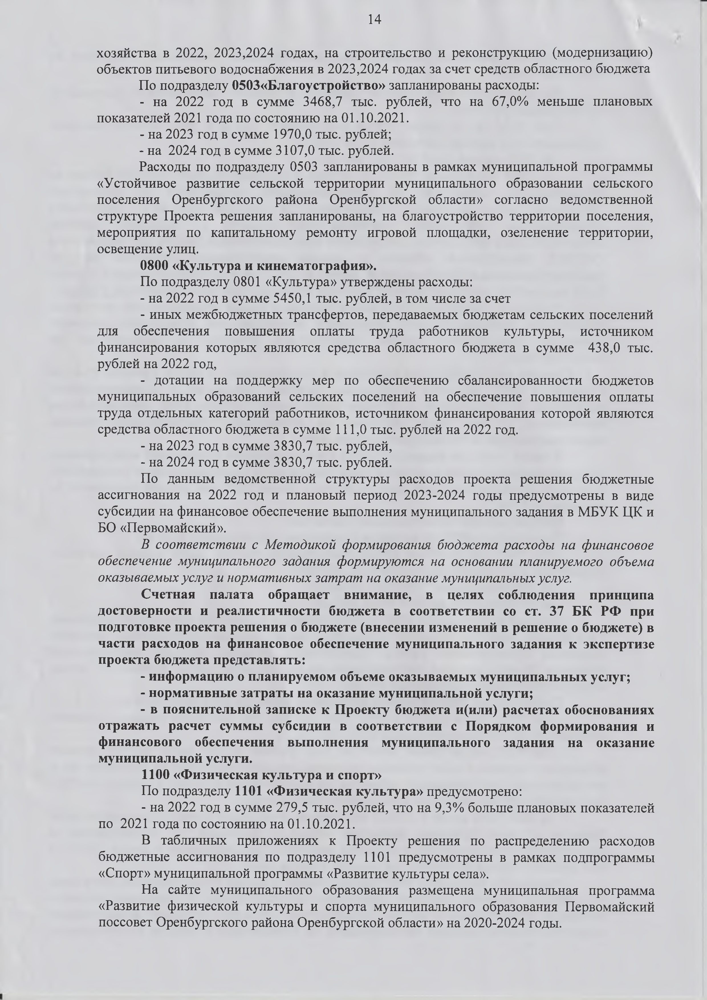 14
хозяйства в 2022, 2023,2024 годах, на строительство и реконструкцию (модернизацию)
объектов питьевого водоснабжения в 2023,2024 годах за счет средств областного бюджета
По подразделу 0503«Благоустройство» запланированы расходы:
- на 2022 год в сумме 3468,7 тыс. рублей, что на 67,0% меньше плановых
показателей 2021 года по состоянию на 01.10.2021.
- на 2023 год в сумме 1970,0 тыс. рублей;
- на 2024 год в сумме 3107,0 тыс. рублей.
Расходы по подразделу 0503 запланированы в рамках муниципальной программы
«Устойчивое развитие сельской территории муниципального образовании сельского
поселения Оренбургского района Оренбургской области» согласно ведомственной
структуре Проекта решения запланированы, на благоустройство территории поселения,
мероприятия по капитальному ремонту игровой площадки, озеленение территории,
освещение улиц.
0800 «Культура и кинематография».
По подразделу 0801 «Культура» утверждены расходы:
- на 2022 год в сумме 5450,1 тыс. рублей, в том числе за счет
- иных межбюджетных трансфертов, передаваемых бюджетам сельских поселений
для обеспечения повышения оплаты труда работников культуры, источником
финансирования которых являются средства областного бюджета в сумме 438,0 тыс.
рублей на 2022 год,
- дотации на поддержку мер по обеспечению сбалансированности бюджетов
муниципальных образований сельских поселений на обеспечение повышения оплаты
труда отдельных категорий работников, источником финансирования которой являются
средства областного бюджета в сумме 111,0 тыс. рублей на 2022 год.
- на 2023 год в сумме 3830,7 тыс. рублей,
- на 2024 год в сумме 3830,7 тыс. рублей.
По данным ведомственной структуры расходов проекта решения бюджетные
ассигнования на 2022 год и плановый период 2023-2024 годы предусмотрены в виде
субсидии на финансовое обеспечение выполнения муниципального задания в МБУК ЦК и
БО «Первомайский».
В соответствии с Методикой формирования бюджета расходы на финансовое
обеспечение муниципального задания формируются на основании планируемого объема
оказываемых услуг и нормативных затрат на оказание муниципальных услуг.
Счетная палата обращает внимание, в целях соблюдения принципа
достоверности и реалистичности бюджета в соответствии со ст. 37 БК РФ при
подготовке проекта решения о бюджете (внесении изменений в решение о бюджете) в
части расходов на финансовое обеспечение муниципального задания к экспертизе
проекта бюджета представлять:
- информацию о планируемом объеме оказываемых муниципальных услуг;
- нормативные затраты на оказание муниципальной услуги;
- в пояснительной записке к Проекту бюджета и(или) расчетах обоснованиях
отражать расчет суммы субсидии в соответствии с Порядком формирования и
финансового обеспечения выполнения муниципального задания на оказание
муниципальной услуги.
1100 «Физическая культура и спорт»
По подразделу 1101 «Физическая культура» предусмотрено:
- на 2022 год в сумме 279,5 тыс. рублей, что на 9,3% больше плановых показателей
по 2021 года по состоянию на 01.10.2021.
В табличных приложениях к Проекту решения по распределению расходов
бюджетные ассигнования по подразделу 1101 предусмотрены в рамках подпрограммы
«Спорт» муниципальной программы «Развитие культуры села».
На сайте муниципального образования размещена муниципальная программа
«Развитие физической культуры и спорта муниципального образования Первомайский
поссовет Оренбургского района Оренбургской области» на 2020-2024 годы.